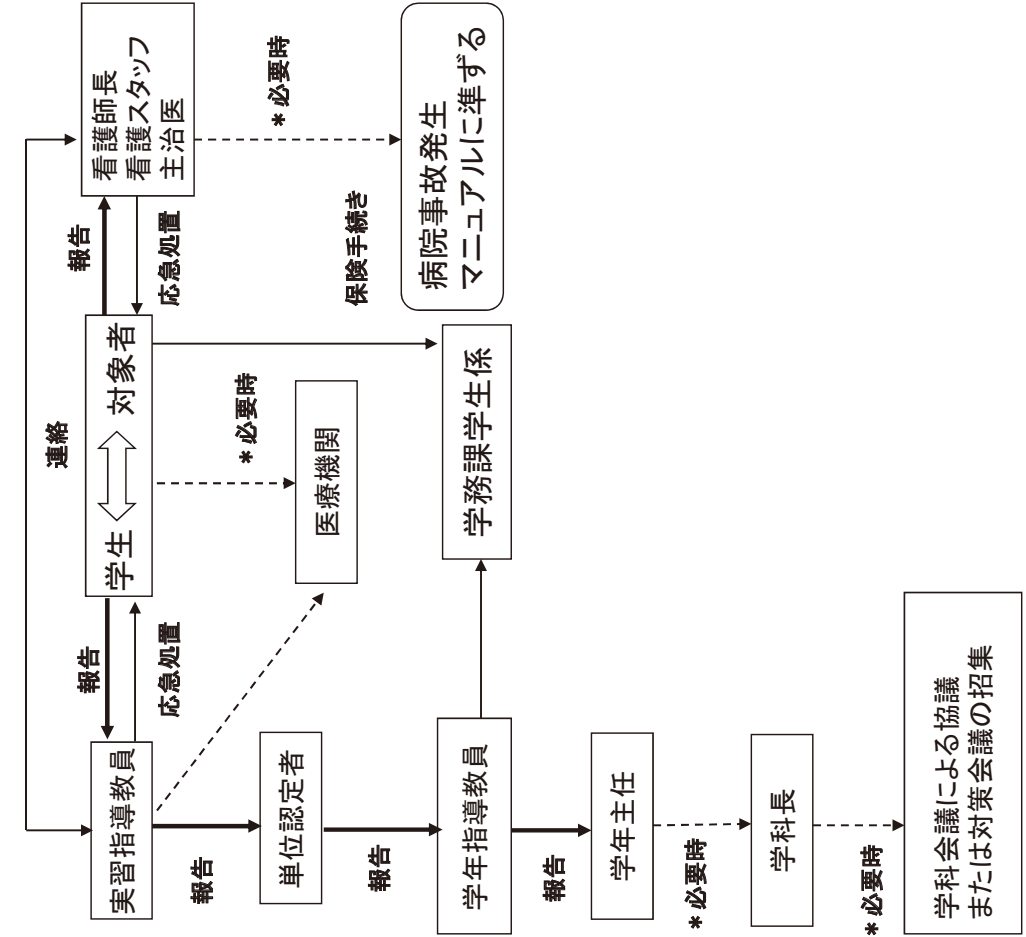 連絡
実習指導教員
報告
応急処置
学生
対象者
報告
応急処置
看護師長
看護スタッフ
主治医
報告
単位認定者
*必要時
医療機関
*必要時
保険手続き
病院事故発生
マニュアルに準ずる
報告
学年指導教員
学務課学生係
報告
学年主任
*必要時
学科長
*必要時
学科会議による協議
または対策会議の招集